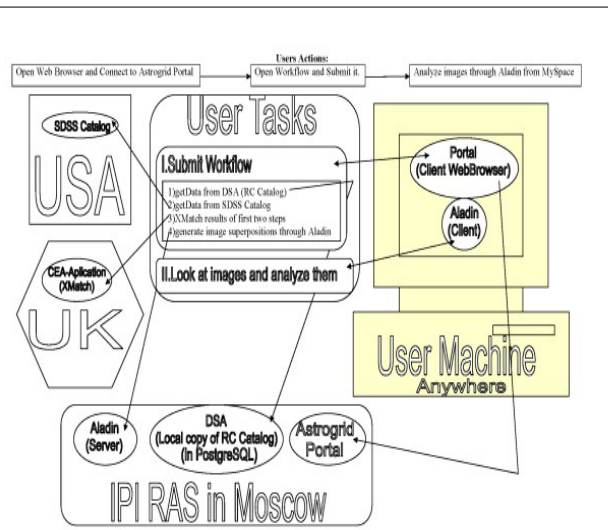 Users Actions:
Open Web Browser and Connect to Astrogrid Portal
Open Workflow and Submit it.
Analyze images through Aladin from MySpace
SDSS Catalog
USA
User Tasks
I.Submit Workflow
1)getData from DSA (RC Catalog)
2)getData from SDSS Catalog
3)XMatch results of first two steps
4)generate image superpositions through Aladin
II.Look at images and analyze them
Portal
(Client WebBrowser)
Aladin
(Client)
CEA-Aplication
(XMatch)
UK
User Machine
Anywhere
Aladin
(Server)
DSA
(Local copy of RC Catalog)
(in PostgreSQL)
Astrogrid
Portal
IPI RAS in Moscow